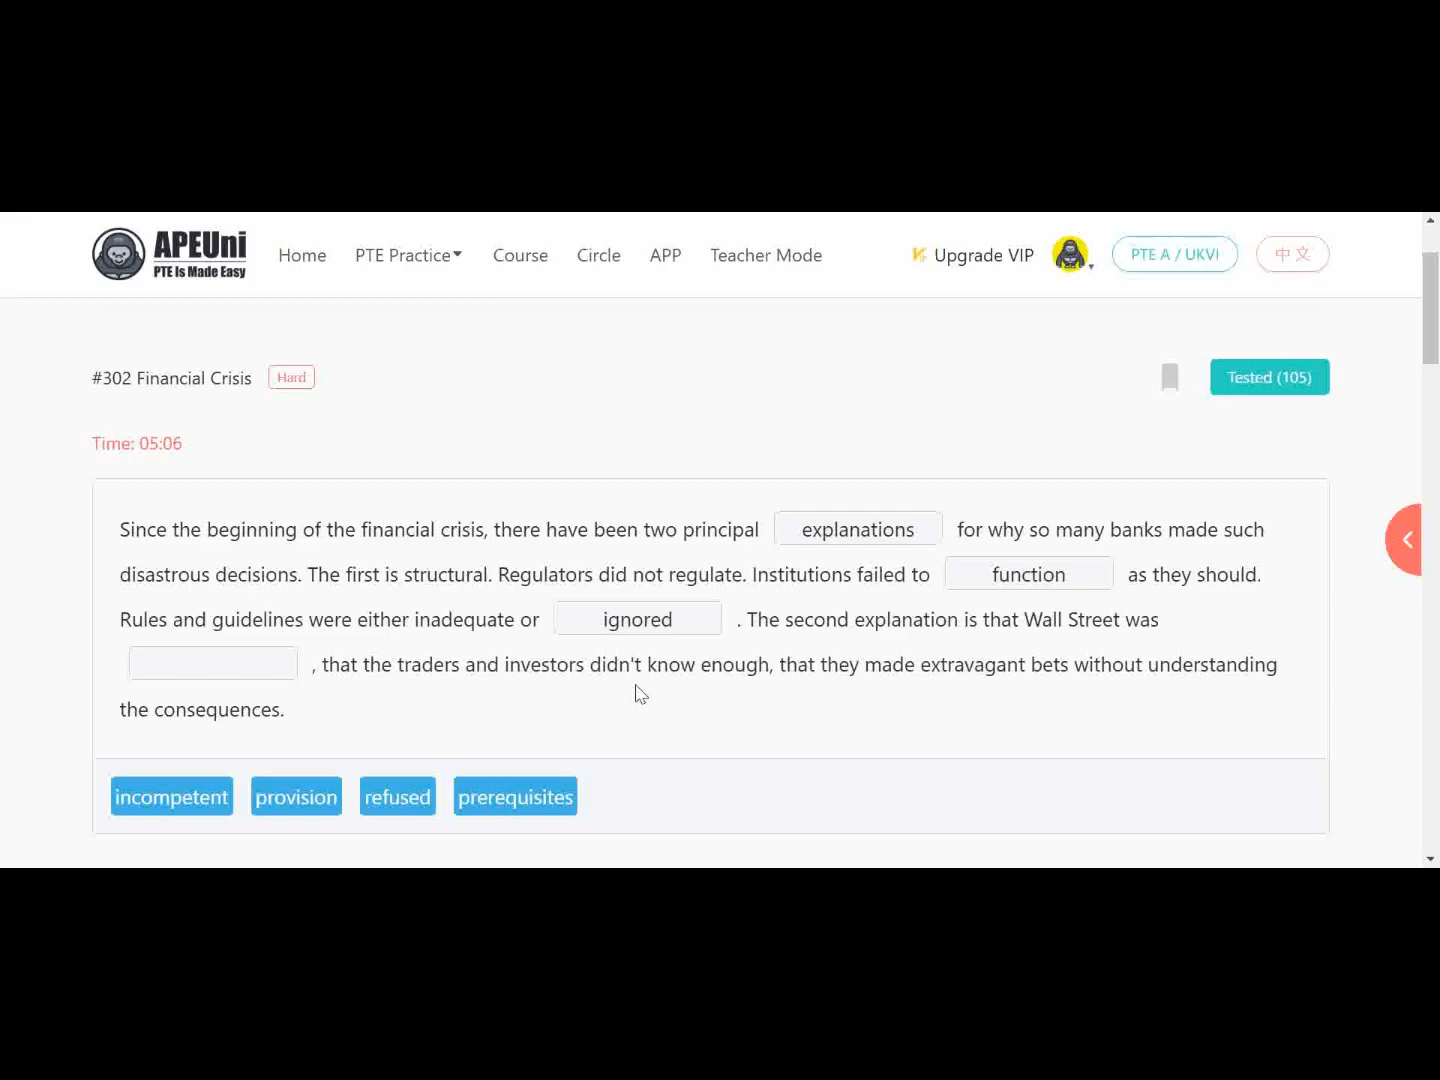 APEUni
PTE Is Made Easy
Home PTE Practice Course Circle APP Teacher Mode Upgrade VIP PTE A / UKVI 中 文
#302 Financial Crisis Hard Tested (105)
Time: 05:06
Since the beginning of the financial crisis, there have been two principal explanations for why so many banks made such
disastrous decisions. The first is structural. Regulators did not regulate. Institutions failed to function as they should.
Rules and guidelines were either inadequate or ignored . The second explanation is that Wall Street was
, that the traders and investors didn't know enough, that they made extravagant bets without understanding
the consequences.
incompetent provision refused prerequisites